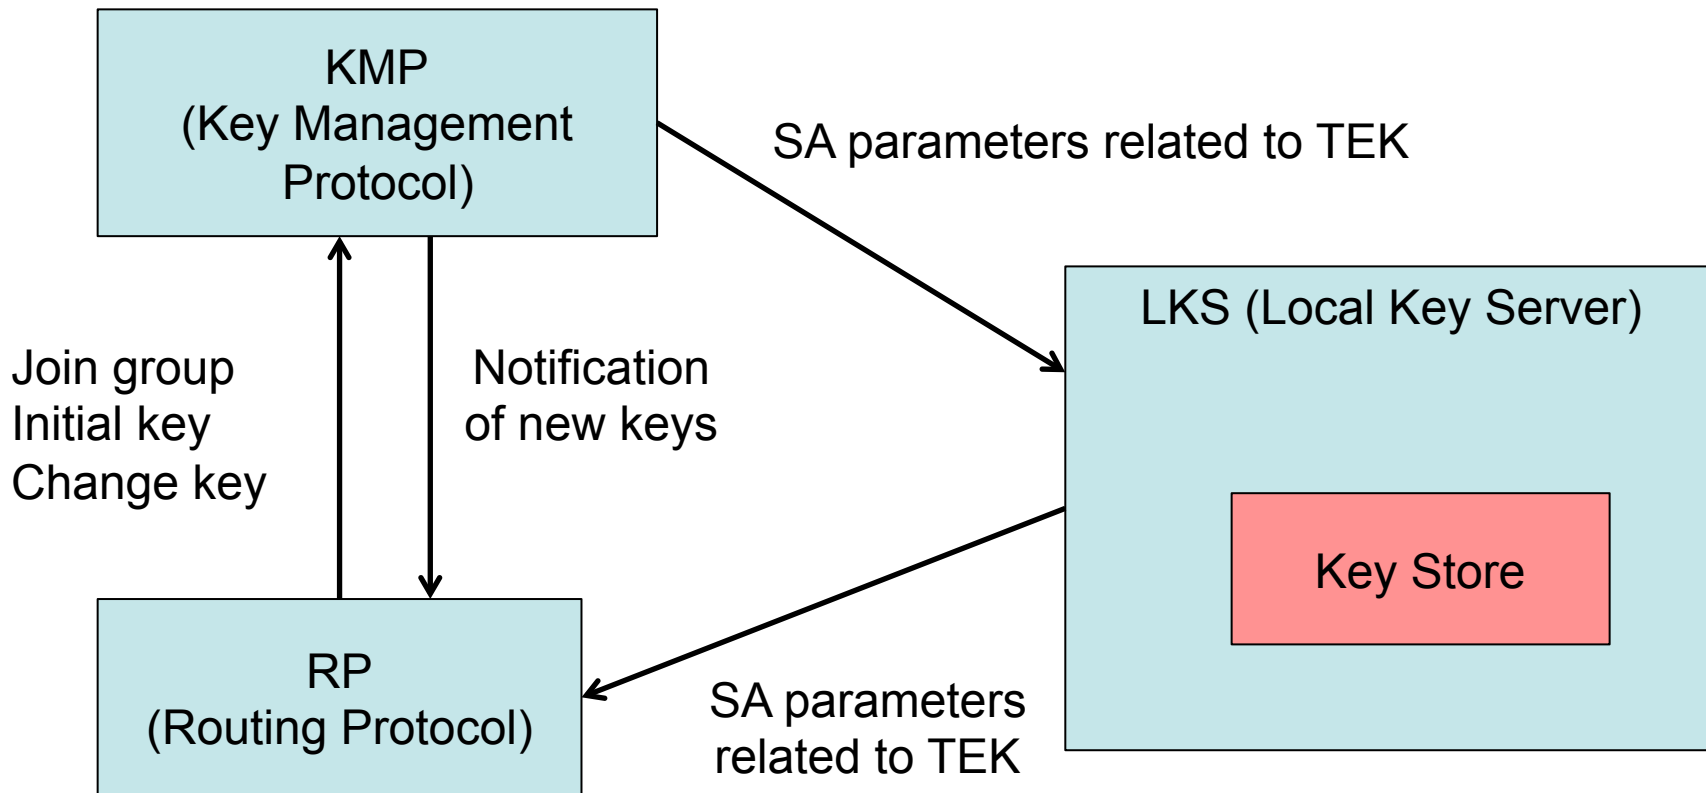 KMP
(Key Management
Protocol)
SA parameters related to TEK
LKS (Local Key Server)
Join group
Initial key
Change key
Notification
of new keys
Key Store
RP
(Routing Protocol)
SA parameters
related to TEK